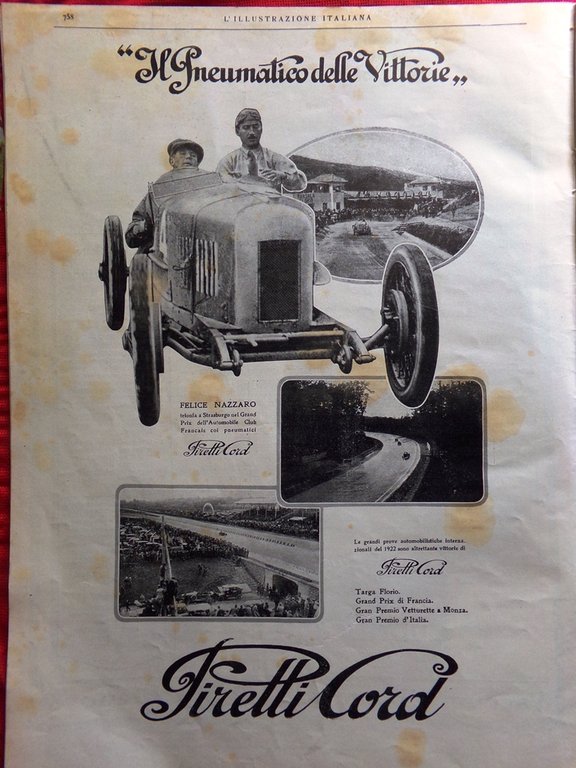 758
L'ILLUSTRAZIONE ITALIANA
“Il Pneumatico delle Vittorie„
FELICE NAZZARO
trionfa a Strasburgo nel Grand
Prix dell'Automobile Club
Français coi pneumatici
Pirelli Cord
Le grandi prove automobilistiche interna-
zionali del 1922 sono altrettante vittorie di
Pirelli Cord
Targa Florio.
Grand Prix di Francia.
Gran Premio Vetturette a Monza.
Gran Premio d'Italia.
Pirelli Cord